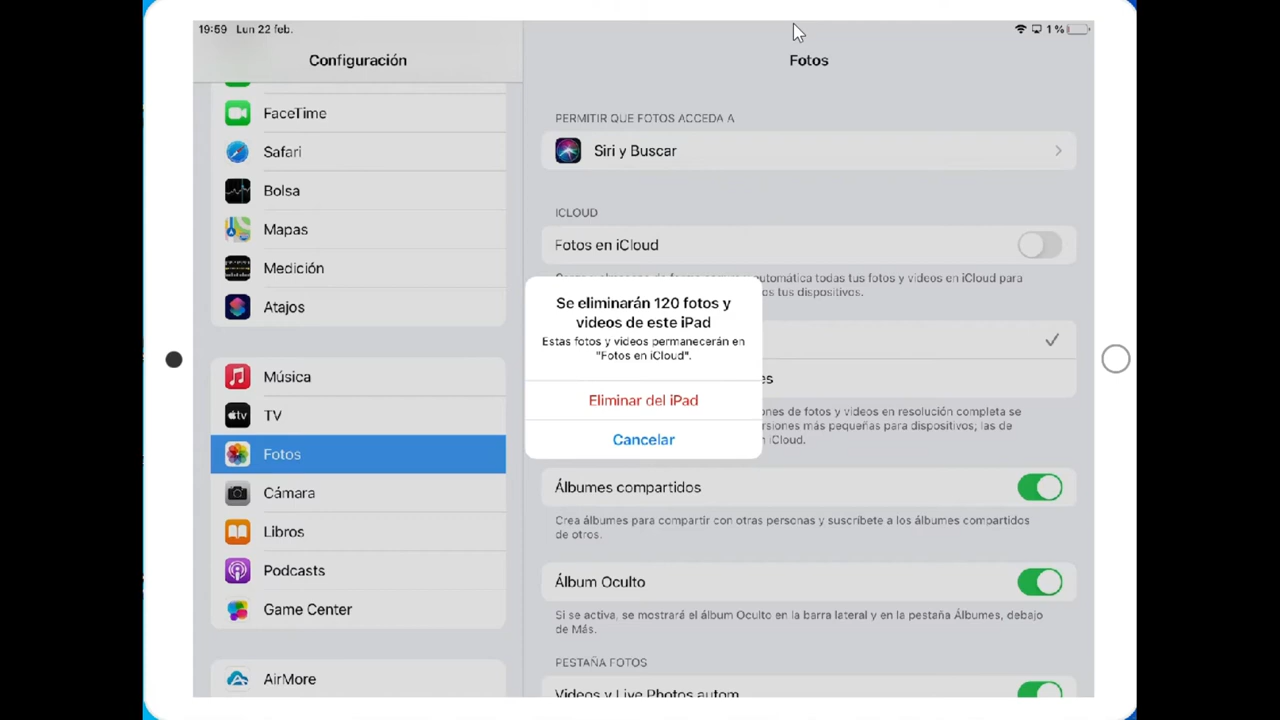 19:59 Lun 22 feb.
1 %
Configuración
FaceTime
Safari
Bolsa
Mapas
Medición
Atajos
Música
tv
TV
Fotos
Cámara
Libros
Podcasts
Game Center
AirMore
Fotos
PERMITIR QUE FOTOS ACCEDA A
Siri y Buscar
ICLOUD
Fotos en iCloud
automática todas tus fotos y videos en iCloud para
os tus dispositivos.
es
ones de fotos y videos en resolución completa se
ersiones más pequeñas para dispositivos; las de
n iCloud.
Se eliminarán 120 fotos y
videos de este iPad
Estas fotos y videos permanecerán en
"Fotos en iCloud".
Eliminar del iPad
Cancelar
Álbumes compartidos
Crea álbumes para compartir con otras personas y suscríbete a los álbumes compartidos
de otros.
Álbum Oculto
Si se activa, se mostrará el álbum Oculto en la barra lateral y en la pestaña Álbumes, debajo
de Más.
PESTAÑA FOTOS
Videos y Live Photos autom.